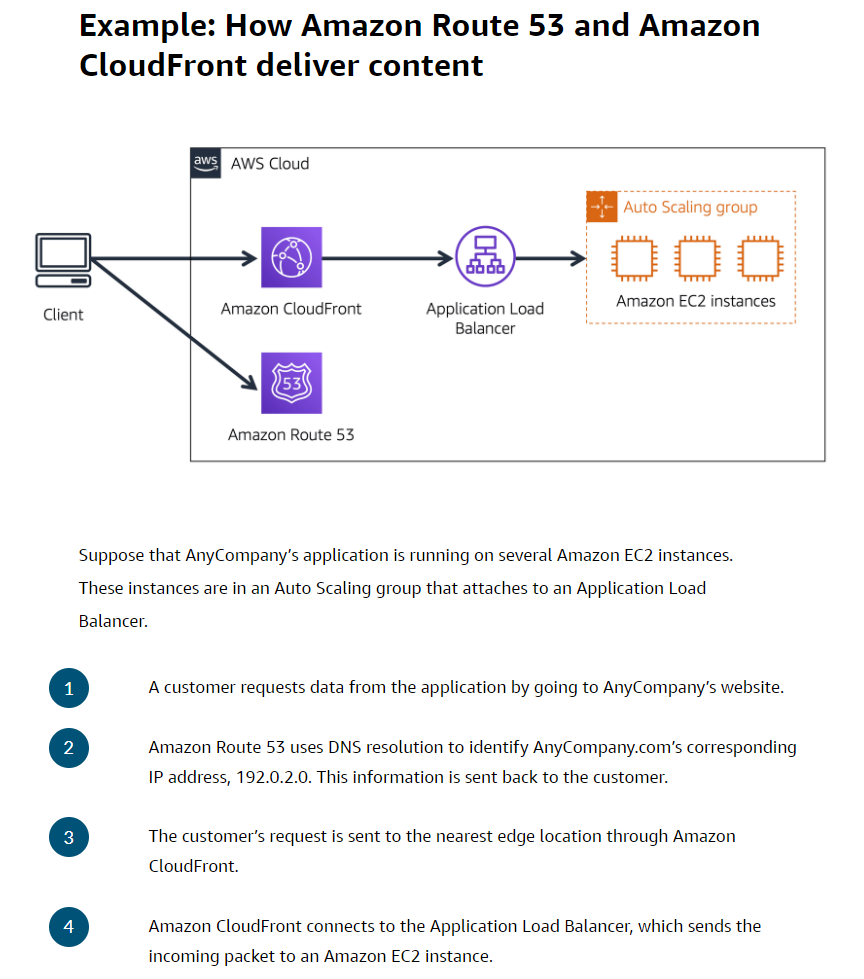 Example: How Amazon Route 53 and Amazon
CloudFront deliver content
aws
AWS Cloud
Auto Scaling group
Amazon EC2 instances
Client
Amazon CloudFront
Application Load
Balancer
53
Amazon Route 53
Suppose that AnyCompany’s application is running on several Amazon EC2 instances.
These instances are in an Auto Scaling group that attaches to an Application Load
Balancer.
1
A customer requests data from the application by going to AnyCompany’s website.
2
Amazon Route 53 uses DNS resolution to identify AnyCompany.com’s corresponding
IP address, 192.0.2.0. This information is sent back to the customer.
3
The customer’s request is sent to the nearest edge location through Amazon
CloudFront.
4
Amazon CloudFront connects to the Application Load Balancer, which sends the
incoming packet to an Amazon EC2 instance.